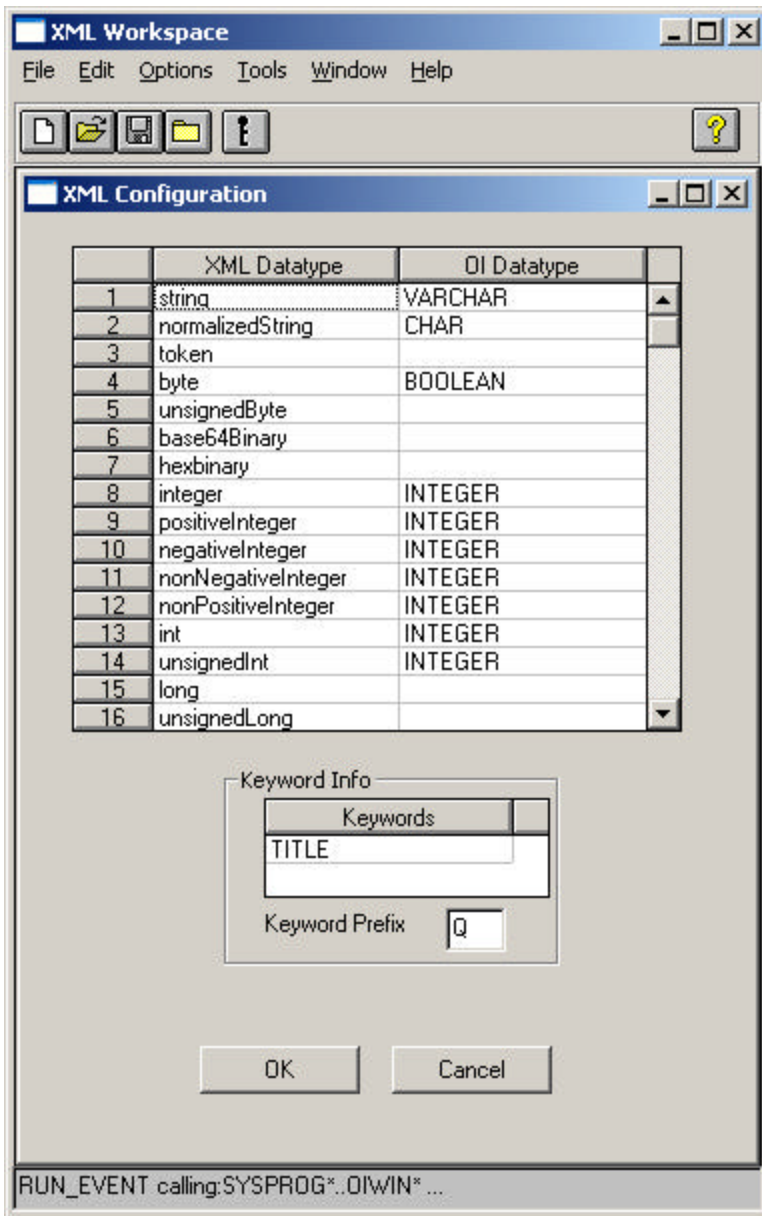 XML Workspace
File Edit Options Tools Window Help
XML Configuration
XML Datatype OI Datatype
1 string VARCHAR
2 normalizedString CHAR
3 token
4 byte BOOLEAN
5 unsignedByte
6 base64Binary
7 hexbinary
8 integer INTEGER
9 positiveInteger INTEGER
10 negativeInteger INTEGER
11 nonNegativeInteger INTEGER
12 nonPositiveInteger INTEGER
13 int INTEGER
14 unsignedInt INTEGER
15 long
16 unsignedLong
Keyword Info
Keywords
TITLE
Keyword Prefix Q
OK Cancel
RUN_EVENT calling:SYSPROG*..OIWIN* ...